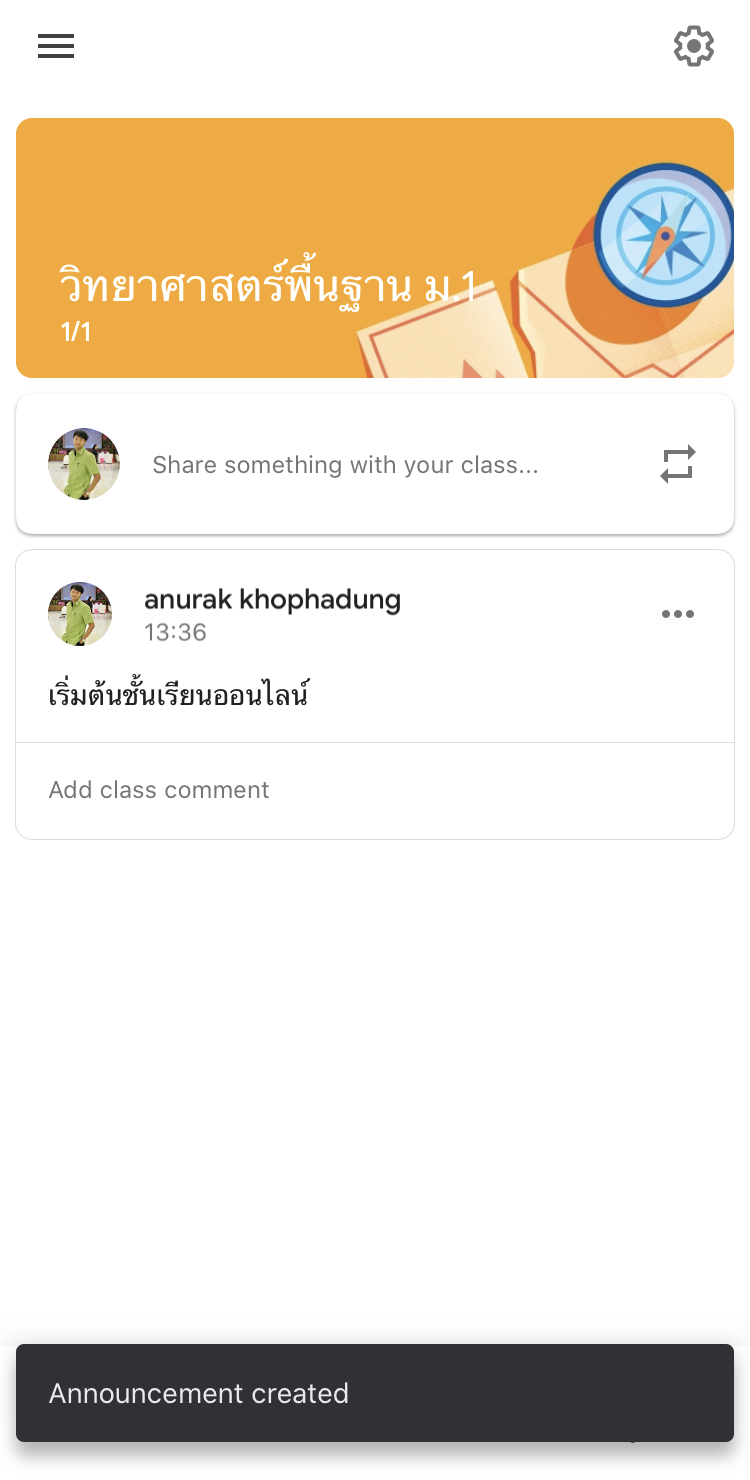 วิทยาศาสตร์พื้นฐาน ม.1
1/1
Share something with your class...
anurak khophadung
13:36
เริ่มต้นชั้นเรียนออนไลน์
Add class comment
Announcement created